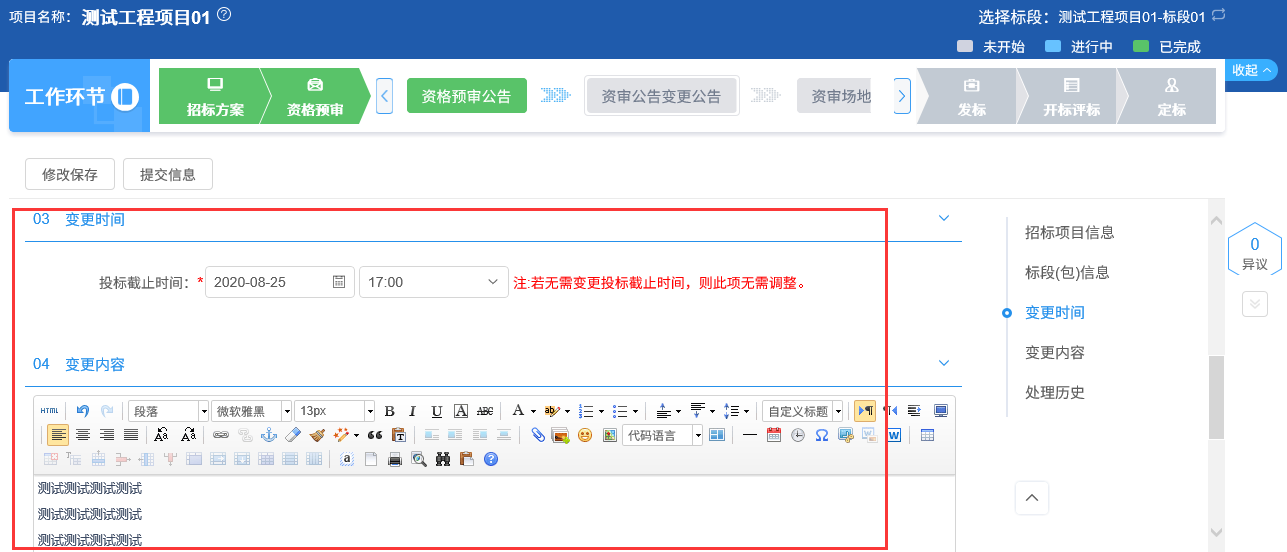 项目名称： 测试工程项目01
选择标段： 测试工程项目01-标段01
未开始 进行中 已完成
收起
工作环节
招标方案
资格预审
资格预审公告
资审公告变更公告
资审场地
发标
开标评标
定标
修改保存 提交信息
03 变更时间
投标截止时间：*
2020-08-25
17:00
注:若无需变更投标截止时间，则此项无需调整。
04 变更内容
HTML 段落 微软雅黑 13px B I U A ABC A 自定义标题
代码语言
测试测试测试测试
测试测试测试测试
测试测试测试测试
招标项目信息
标段(包)信息
变更时间
变更内容
处理历史
0
异议